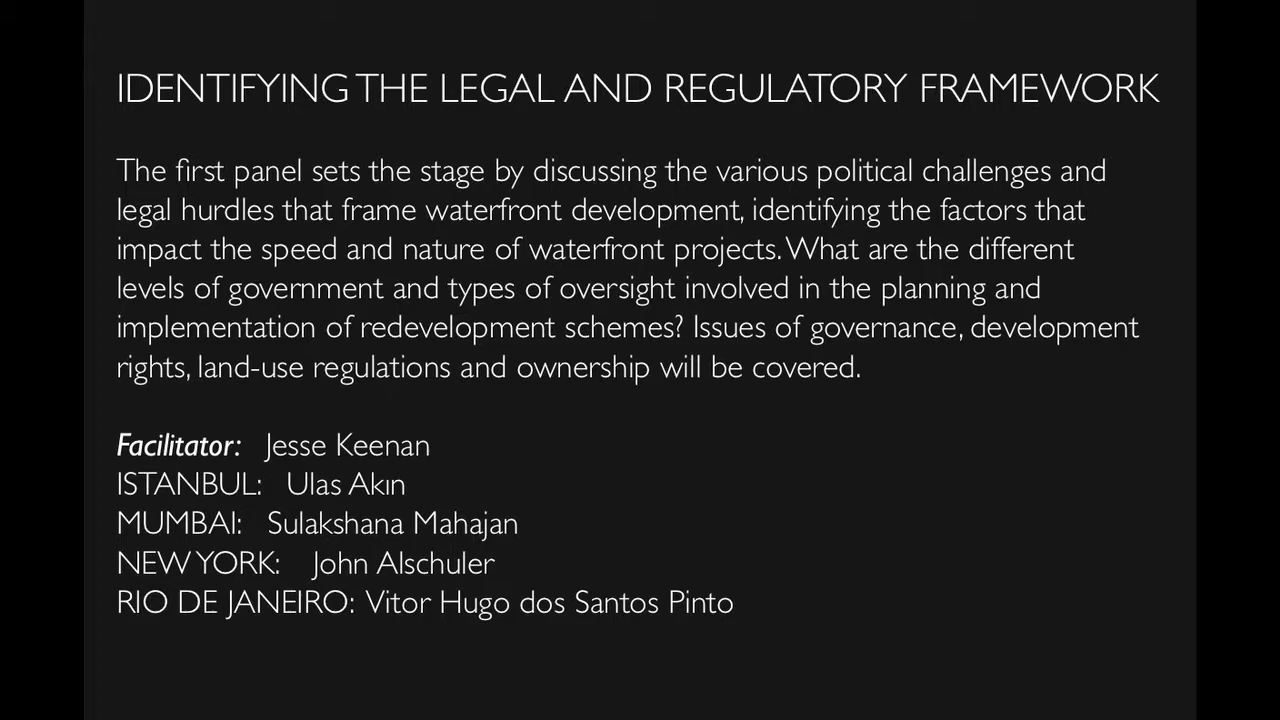 IDENTIFYING THE LEGAL AND REGULATORY FRAMEWORK
The first panel sets the stage by discussing the various political challenges and
legal hurdles that frame waterfront development, identifying the factors that
impact the speed and nature of waterfront projects. What are the different
levels of government and types of oversight involved in the planning and
implementation of redevelopment schemes? Issues of governance, development
rights, land-use regulations and ownership will be covered.
Facilitator: Jesse Keenan
ISTANBUL: Ulas Akın
MUMBAI: Sulakshana Mahajan
NEW YORK: John Alschuler
RIO DE JANEIRO: Vitor Hugo dos Santos Pinto